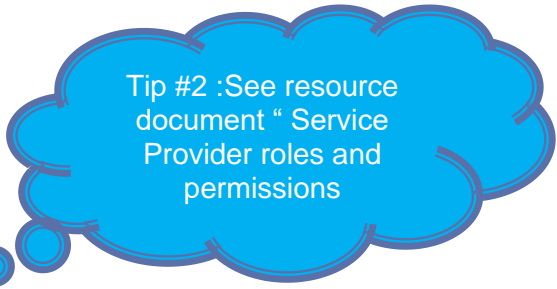 Tip #2 :See resource
document “ Service
Provider roles and
permissions